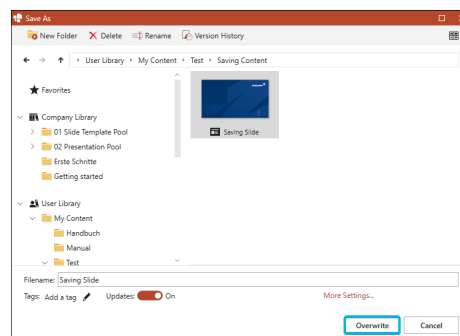 Save As
New Folder Delete Rename Version History
User Library My Content Test Saving Content
Favorites
Company Library
01 Slide Template Pool
02 Presentation Pool
Erste Schritte
Getting started
User Library
My Content
Handbuch
Manual
Test
Saving Slide
Filename: Saving Slide
Tags: Add a tag Updates: On More Settings...
Overwrite Cancel